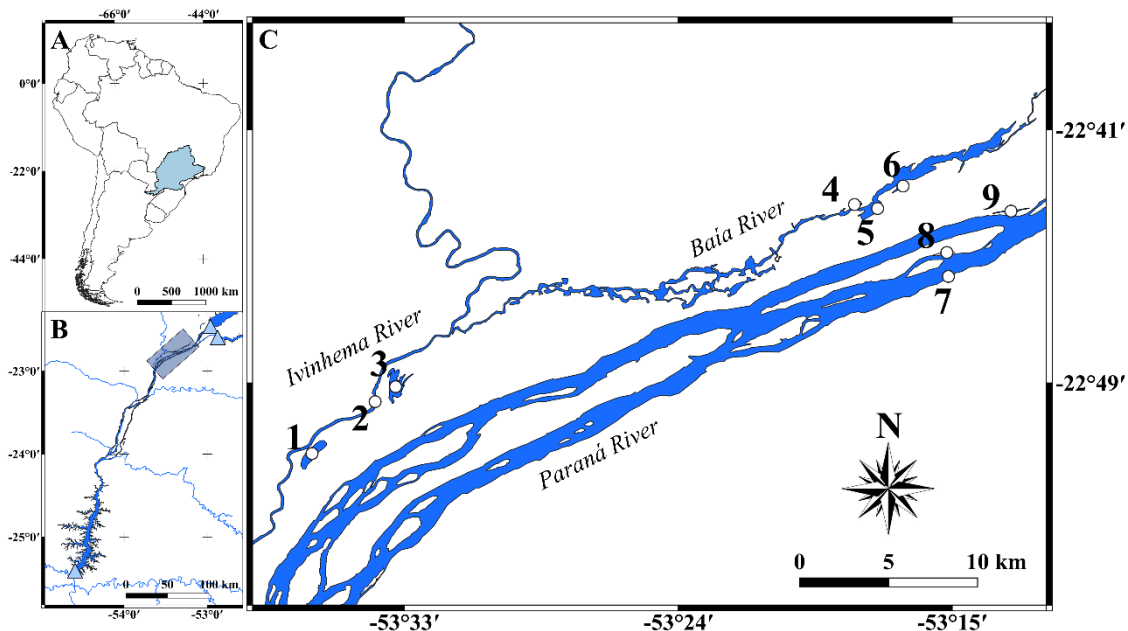 -66°0′ -44°0′
A
0°0′
-22°0′
-44°0′
0 500 1000 km
B
-23°0′
-24°0′
-25°0′
0 50 100 km
-54°0′ -53°0′
C
-22°41′
6
4
9
5
Baía River
8
7
Ivinhema River
3
-22°49′
2
N
1
Paraná River
0 5 10 km
-53°33′ -53°24′ -53°15′